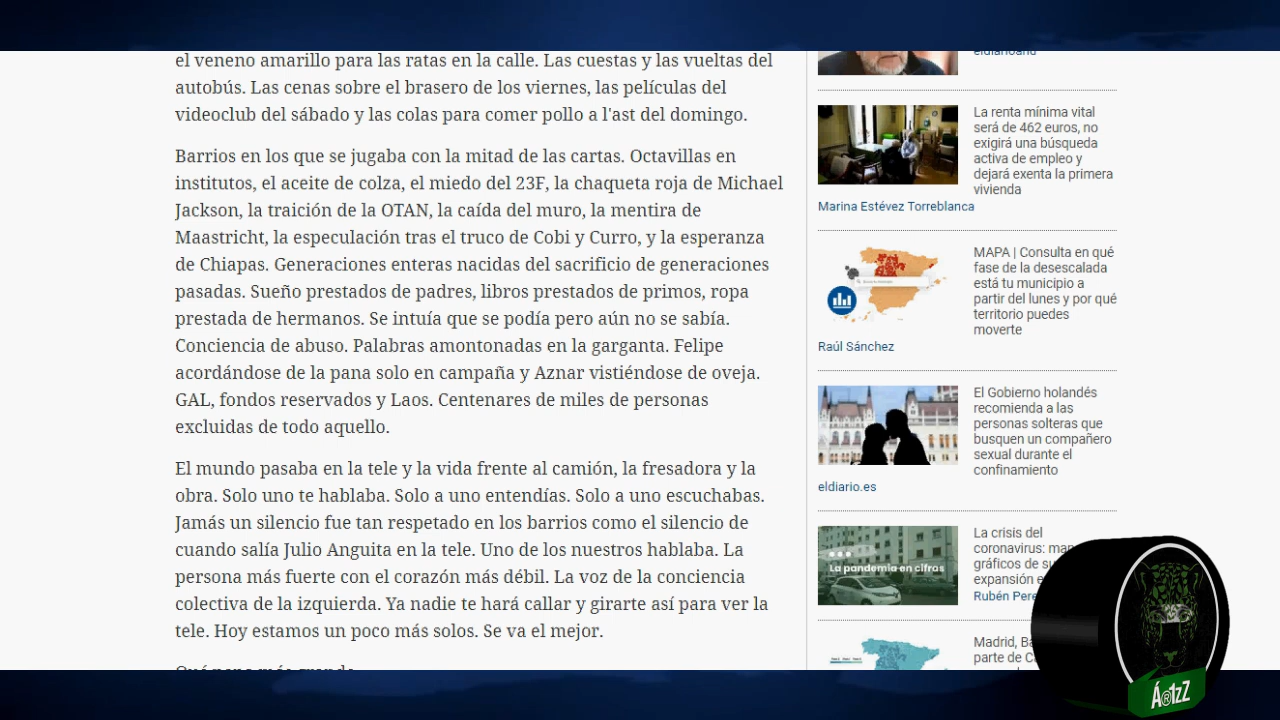 el veneno amarillo para las ratas en la calle. Las cuestas y las vueltas del
autobús. Las cenas sobre el brasero de los viernes, las películas del
videoclub del sábado y las colas para comer pollo a l'ast del domingo.
Barrios en los que se jugaba con la mitad de las cartas. Octavillas en
institutos, el aceite de colza, el miedo del 23F, la chaqueta roja de Michael
Jackson, la traición de la OTAN, la caída del muro, la mentira de
Maastricht, la especulación tras el truco de Cobi y Curro, y la esperanza
de Chiapas. Generaciones enteras nacidas del sacrificio de generaciones
pasadas. Sueño prestados de padres, libros prestados de primos, ropa
prestada de hermanos. Se intuía que se podía pero aún no se sabía.
Conciencia de abuso. Palabras amontonadas en la garganta. Felipe
acordándose de la pana solo en campaña y Aznar vistiéndose de oveja.
GAL, fondos reservados y Laos. Centenares de miles de personas
excluidas de todo aquello.
El mundo pasaba en la tele y la vida frente al camión, la fresadora y la
obra. Solo uno te hablaba. Solo a uno entendías. Solo a uno escuchabas.
Jamás un silencio fue tan respetado en los barrios como el silencio de
cuando salía Julio Anguita en la tele. Uno de los nuestros hablaba. La
persona más fuerte con el corazón más débil. La voz de la conciencia
colectiva de la izquierda. Ya nadie te hará callar y girarte así para ver la
tele. Hoy estamos un poco más solos. Se va el mejor.
La renta mínima vital
será de 462 euros, no
exigirá una búsqueda
activa de empleo y
dejará exenta la primera
vivienda
Marina Estévez Torreblanca
MAPA | Consulta en qué
fase de la desescalada
está tu municipio a
partir del lunes y por qué
territorio puedes
moverte
Raúl Sánchez
El Gobierno holandés
recomienda a las
personas solteras que
busquen un compañero
sexual durante el
confinamiento
eldiario.es
La pandemia en cifras
La crisis del
coronavirus:
gráficos de
expansión
Rubén
Madrid,
parte de
Á®tzZ